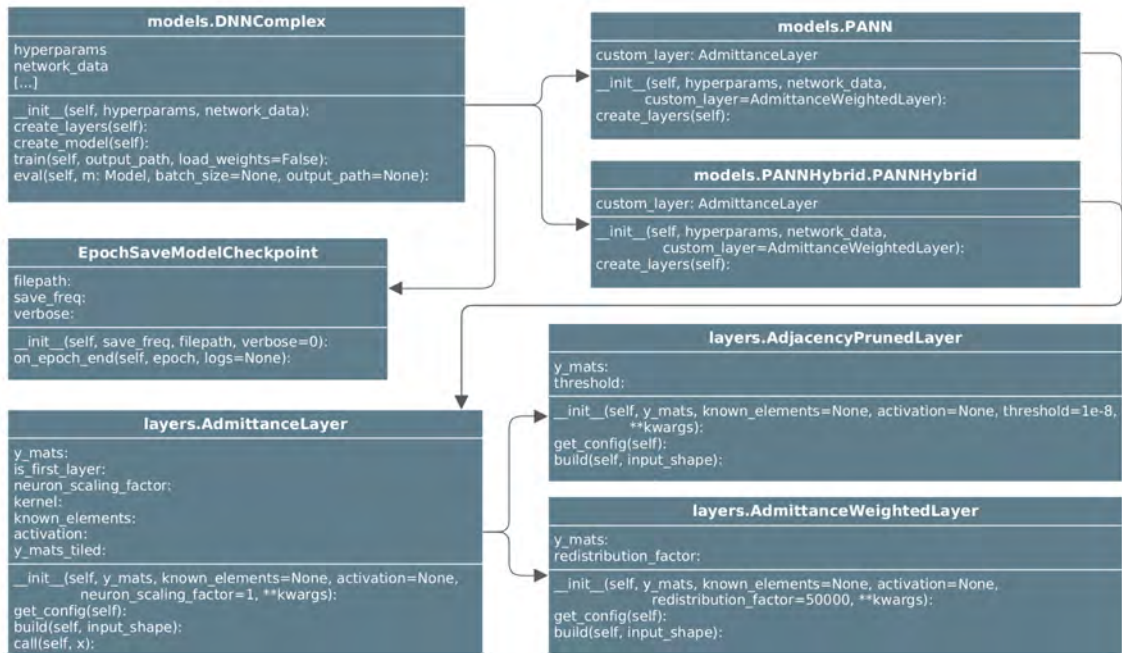 models.DNNComplex
hyperparams
network_data
[...]
__init__(self, hyperparams, network_data):
create_layers(self):
create_model(self):
train(self, output_path, load_weights=False):
eval(self, m: Model, batch_size=None, output_path=None):
models.PANN
custom_layer: AdmittanceLayer
__init__(self, hyperparams, network_data,
custom_layer=AdmittanceWeightedLayer):
create_layers(self):
models.PANNHybrid.PANNHybrid
custom_layer: AdmittanceLayer
__init__(self, hyperparams, network_data,
custom_layer=AdmittanceWeightedLayer):
create_layers(self):
EpochSaveModelCheckpoint
filepath:
save_freq:
verbose:
__init__(self, save_freq, filepath, verbose=0):
on_epoch_end(self, epoch, logs=None):
layers.AdjacencyPrunedLayer
y_mats:
threshold:
__init__(self, y_mats, known_elements=None, activation=None, threshold=1e-8,
**kwargs):
get_config(self):
build(self, input_shape):
layers.AdmittanceLayer
y_mats:
is_first_layer:
neuron_scaling_factor:
kernel:
known_elements:
activation:
y_mats_tiled:
__init__(self, y_mats, known_elements=None, activation=None,
neuron_scaling_factor=1, **kwargs):
get_config(self):
build(self, input_shape):
call(self, x):
layers.AdmittanceWeightedLayer
y_mats:
redistribution_factor:
__init__(self, y_mats, known_elements=None, activation=None,
redistribution_factor=50000, **kwargs):
get_config(self):
build(self, input_shape):